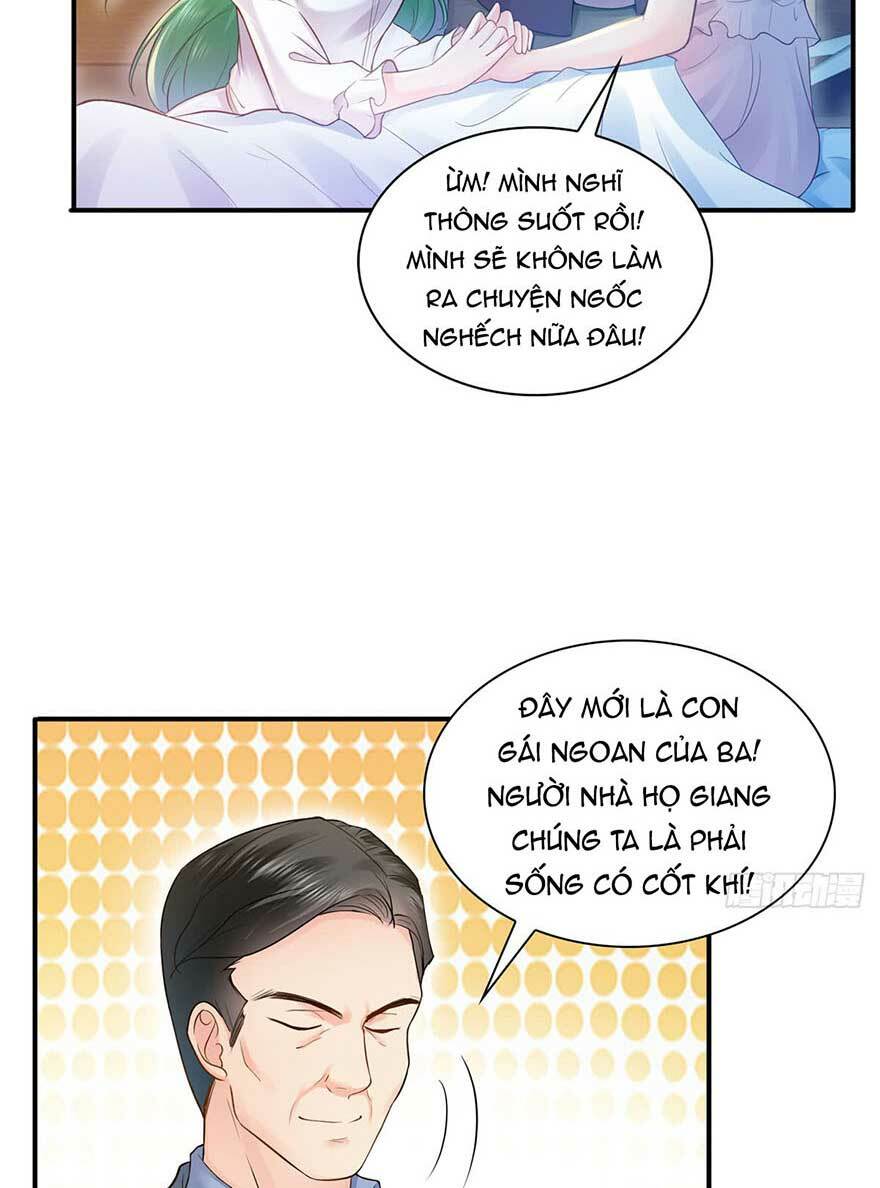 ỪM! MÌNH NGHĨ
THÔNG SUỐT RỒI!
MÌNH SẼ KHÔNG LÀM
RA CHUYỆN NGỐC
NGHẾCH NỮA ĐÂU!
ĐÂY MỚI LÀ CON
GÁI NGOAN CỦA BA!
NGƯỜI NHÀ HỌ GIANG
CHÚNG TA LÀ PHẢI
SỐNG CÓ CỐT KHÍ!